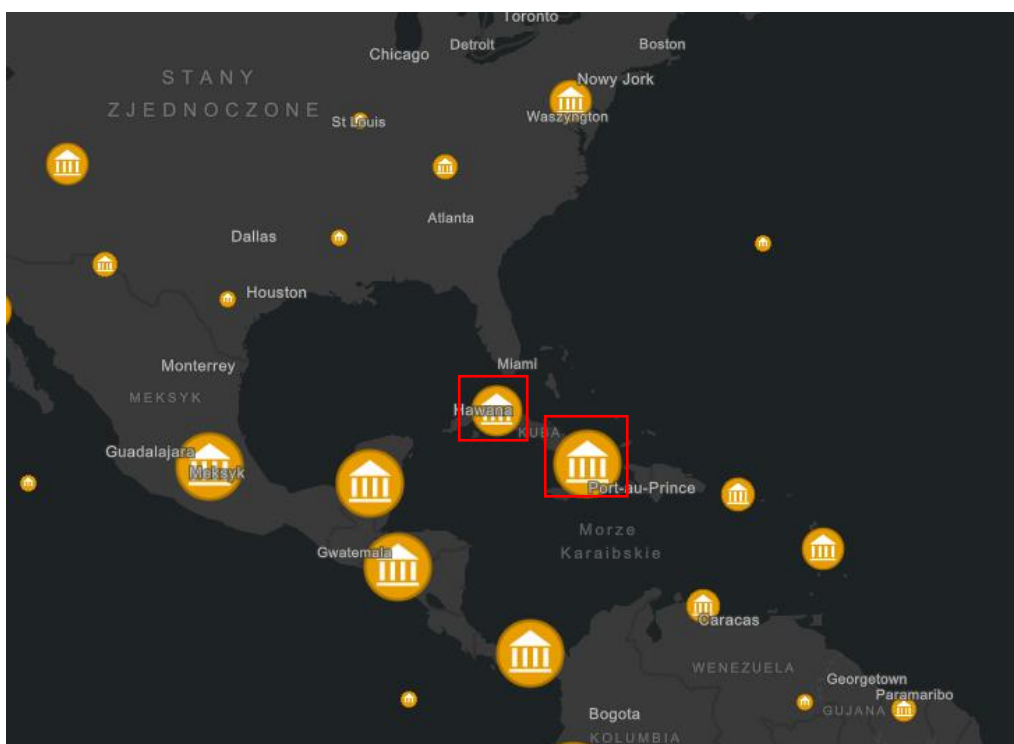 Toronto
Detroit
Boston
Chicago
STANY
ZJEDNOCZONE
Nowy Jork
St Louis
Waszyngton
Atlanta
Dallas
Houston
Miami
Monterrey
MEKSYK
Hawana
KUBA
Guadalajara
Meksyk
Port-au-Prince
Morze
Karaibskie
Gwatemala
Caracas
WENEZUELA
Georgetown
Paramaribo
GUJANA
Bogota
KOLUMBIA